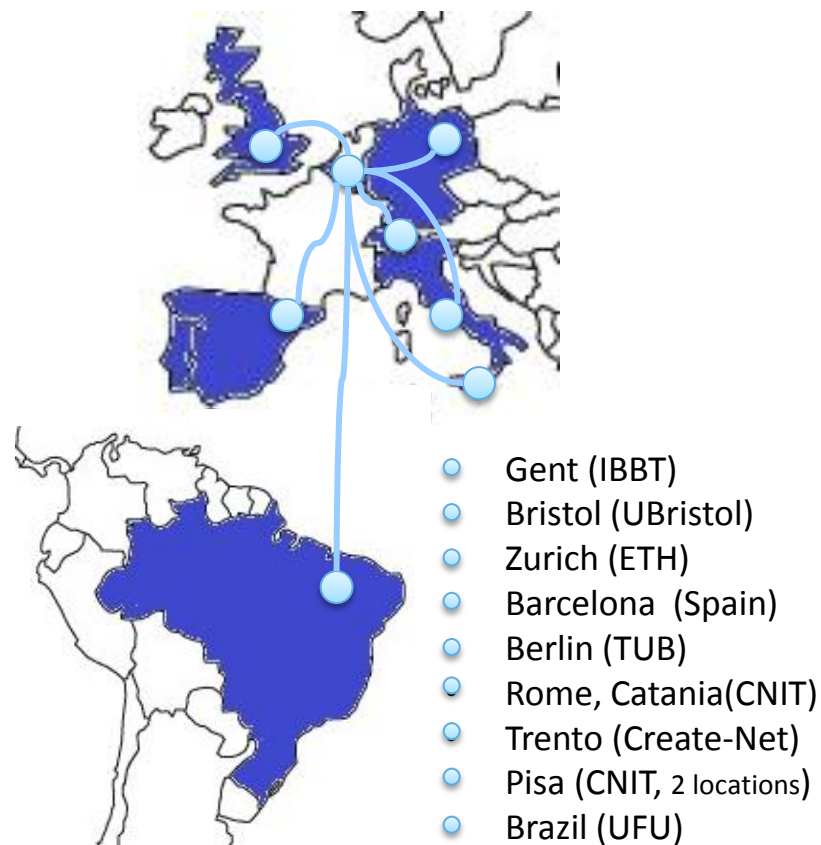 Gent (IBBT)
Bristol (UBristol)
Zurich (ETH)
Barcelona (Spain)
Berlin (TUB)
Rome, Catania(CNIT)
Trento (Create-Net)
Pisa (CNIT, 2 locations)
Brazil (UFU)